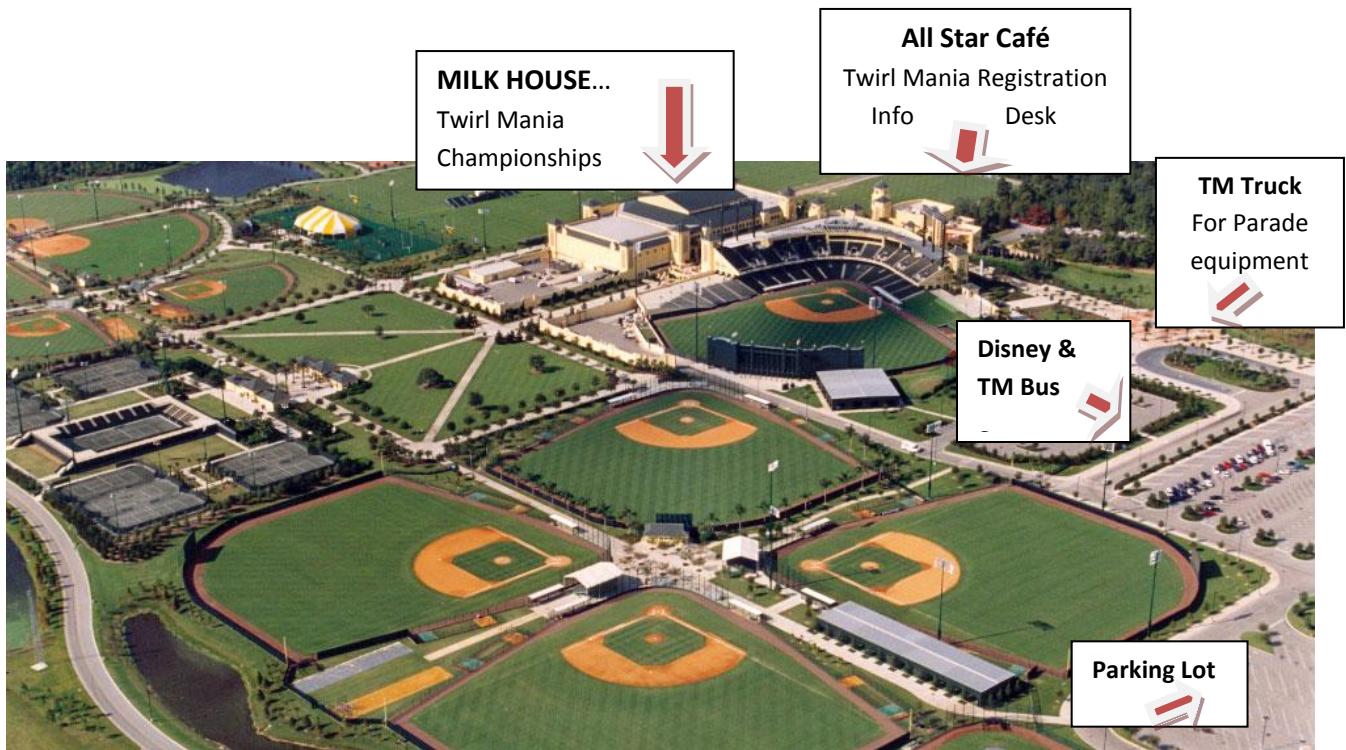 MILK HOUSE...
Twirl Mania
Championships
All Star Café
Twirl Mania Registration
Info Desk
TM Truck
For Parade
equipment
Disney &
TM Bus
Parking Lot